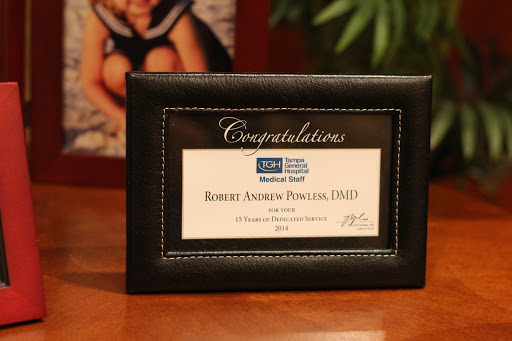 Congratulations
TGH
Tampa
General
Hospital
Medical Staff
ROBERT ANDREW POWLESS, DMD
FOR YOUR
15 YEARS OF DEDICATED SERVICE
2014